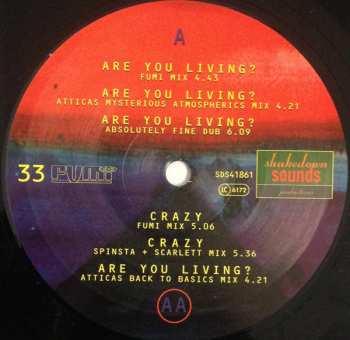 A
ARE YOU LIVING?
FUMI MIX 4.43
ARE YOU LIVING?
ATTICAS MYSTERIOUS ATMOSPHERICS MIX 4.21
ARE YOU LIVING?
ABSOLUTELY FINE DUB 6.09
33 FUMI
SDS41861
LC 6172
shakedown
sounds
productions
CRAZY
FUMI MIX 5.06
CRAZY
SPINSTA + SCARLETT MIX 5.36
ARE YOU LIVING?
ATTICAS BACK TO BASICS MIX 4.21
AA